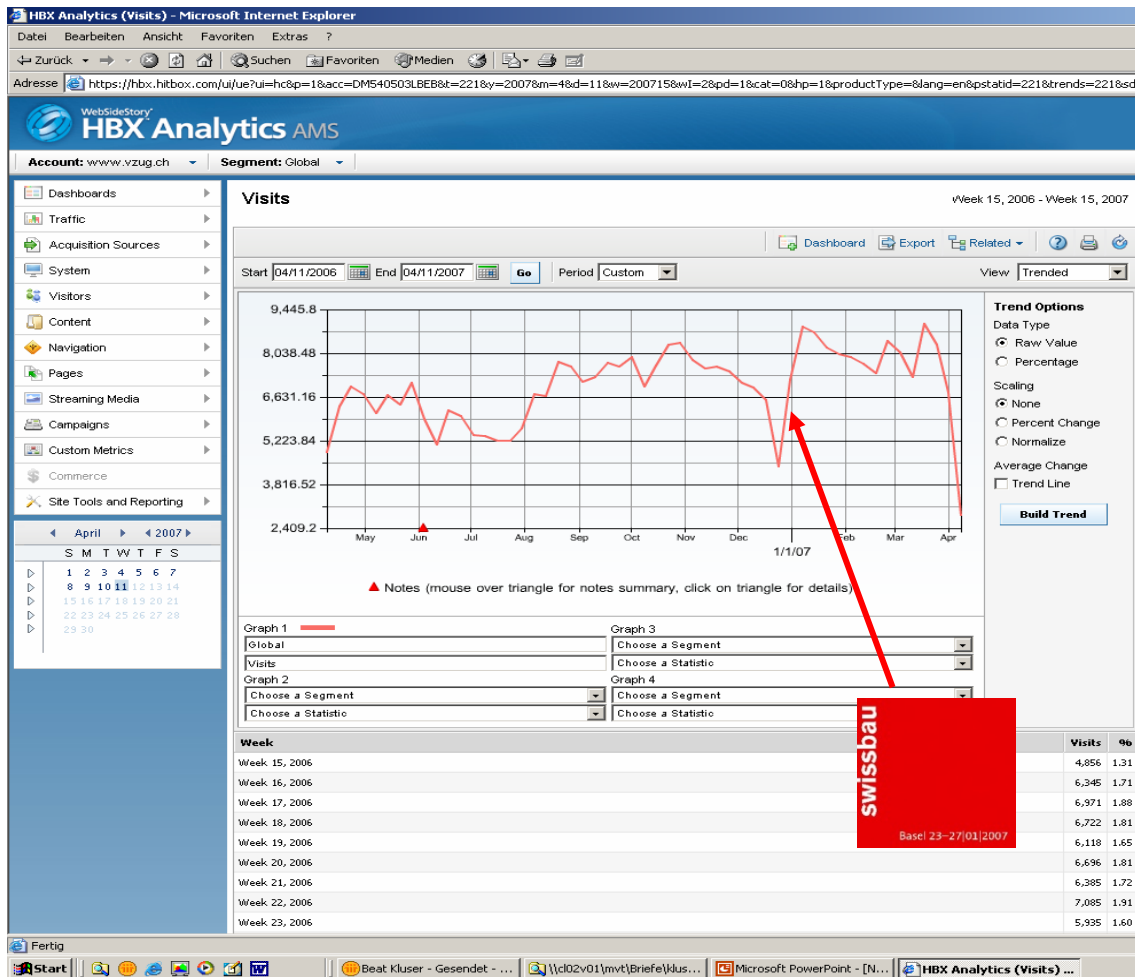 HBX Analytics (Visits) - Microsoft Internet Explorer
Datei Bearbeiten Ansicht Favoriten Extras ?
Zurück Suchen Favoriten Medien
Adresse https://hbx.hitbox.com/ui/ue?ui=hc&p=1&acc=DM540503LBEB&t=221&y=2007&m=4&d=11&w=200715&wI=2&pd=1&cat=0&hp=1&productType=&lang=en&pstatid=221&trends=221&sd
WebSideStory
HBX Analytics AMS
Account: www.vzug.ch Segment: Global
Dashboards
Traffic
Acquisition Sources
System
Visitors
Content
Navigation
Pages
Streaming Media
Campaigns
Custom Metrics
Commerce
Site Tools and Reporting
April 2007
S M T W T F S
1 2 3 4 5 6 7
8 9 10 11 12 13 14
15 16 17 18 19 20 21
22 23 24 25 26 27 28
29 30
Visits Week 15, 2006 - Week 15, 2007
Dashboard Export Related ?
Start 04/11/2006 End 04/11/2007 Go Period Custom View Trended
9,445.8
8,038.48
6,631.16
5,223.84
3,816.52
2,409.2
May Jun Jul Aug Sep Oct Nov Dec Feb Mar Apr
1/1/07
Notes (mouse over triangle for notes summary, click on triangle for details)
Trend Options
Data Type
Raw Value
Percentage
Scaling
None
Percent Change
Normalize
Average Change
Trend Line
Build Trend
Graph 1 Graph 3
Global Choose a Segment
Visits Choose a Statistic
Graph 2 Graph 4
Choose a Segment Choose a Segment
Choose a Statistic Choose a Statistic
swissbau
Basel 23–27|01|2007
Week Visits %
Week 15, 2006 4,856 1.31
Week 16, 2006 6,345 1.71
Week 17, 2006 6,971 1.88
Week 18, 2006 6,722 1.81
Week 19, 2006 6,118 1.65
Week 20, 2006 6,696 1.81
Week 21, 2006 6,385 1.72
Week 22, 2006 7,085 1.91
Week 23, 2006 5,935 1.60
Fertig
Start Beat Kluser - Gesendet - ... \\cl02v01\mvt\Briefe\klus... Microsoft PowerPoint - [N... HBX Analytics (Visits) ...